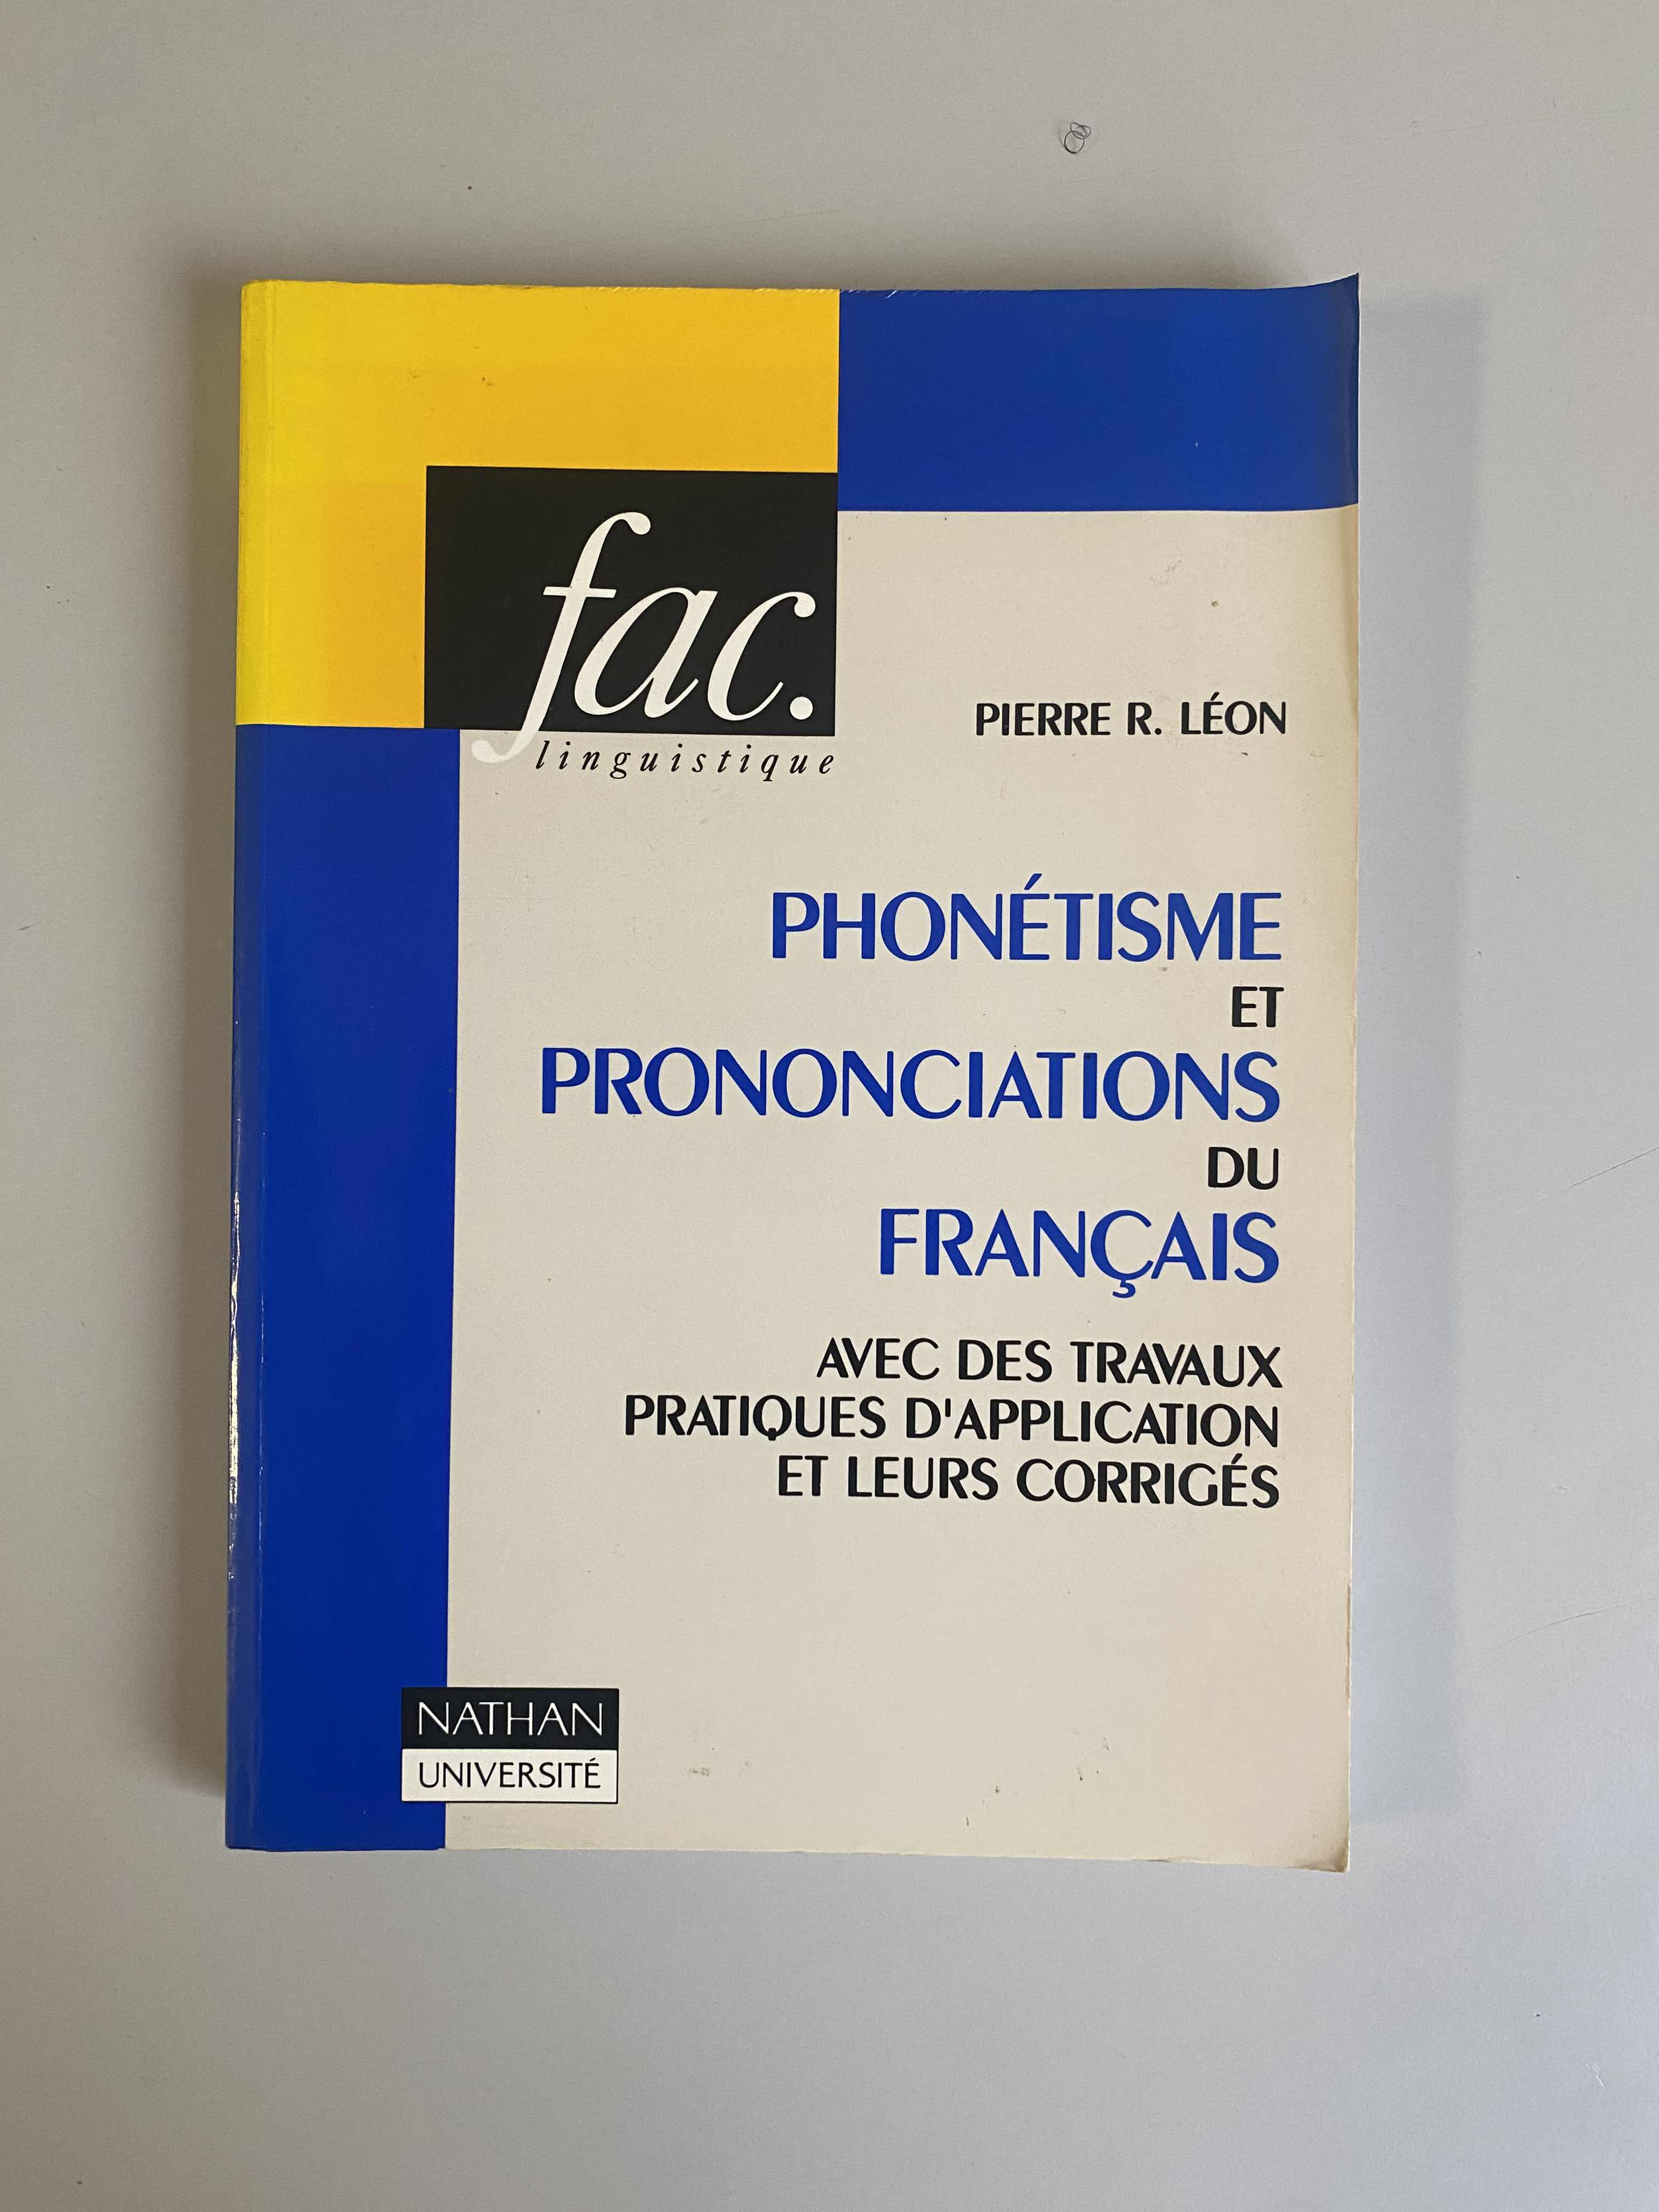 fac.
linguistique
PIERRE R. LÉON
PHONÉTISME
ET
PRONONCIATIONS
DU
FRANÇAIS
AVEC DES TRAVAUX
PRATIQUES D'APPLICATION
ET LEURS CORRIGÉS
NATHAN
UNIVERSITÉ